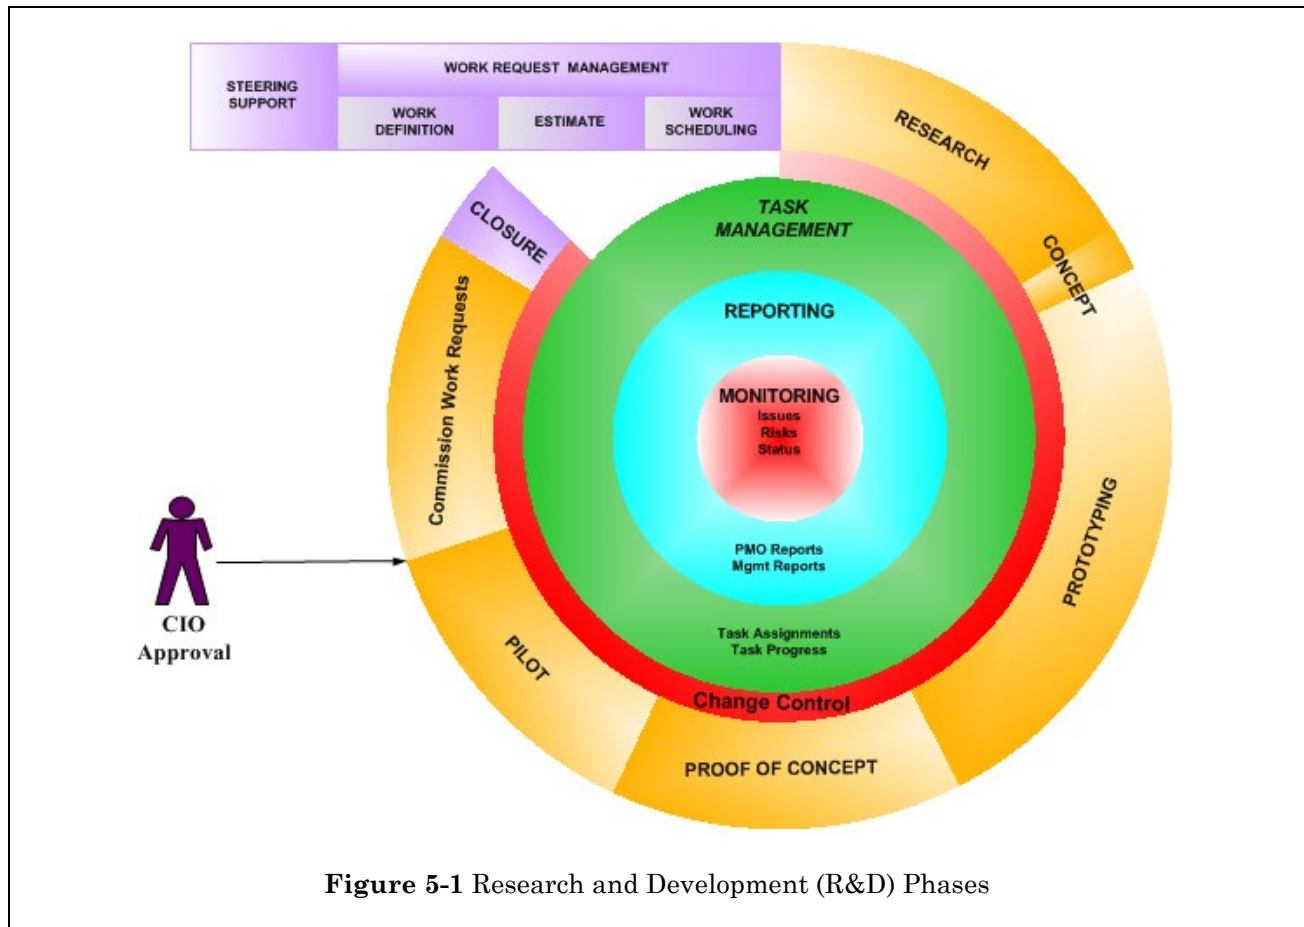 STEERING
SUPPORT
WORK REQUEST MANAGEMENT
WORK
DEFINITION
ESTIMATE
WORK
SCHEDULING
RESEARCH
CONCEPT
PROTOTYPING
PROOF OF CONCEPT
PILOT
Commission Work Requests
CLOSURE
TASK
MANAGEMENT
REPORTING
MONITORING
Issues
Risks
Status
PMO Reports
Mgmt Reports
Task Assignments
Task Progress
Change Control
CIO
Approval
Figure 5-1 Research and Development (R&D) Phases